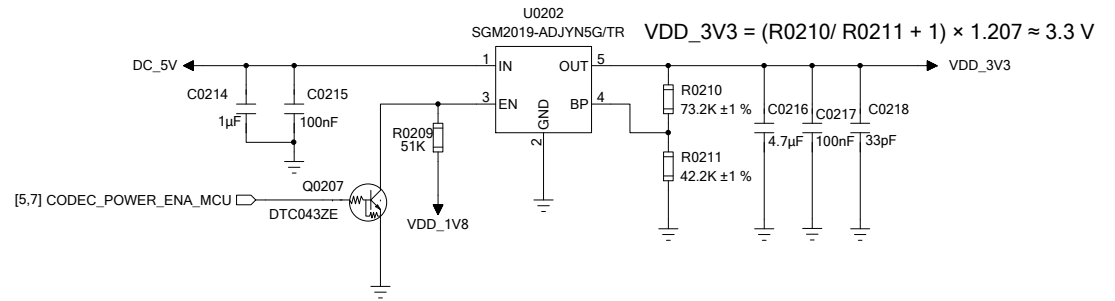 U0202
SGM2019-ADJYN5G/TR
VDD_3V3 = (R0210/ R0211 + 1) × 1.207 ≈ 3.3 V
DC_5V
1
IN
OUT
5
VDD_3V3
C0214
C0215
1μF
100nF
3
EN
BP
4
GND
2
R0209
51K
R0210
73.2K ±1 %
R0211
42.2K ±1 %
C0216
C0217
C0218
4.7μF
100nF
33pF
Q0207
[5,7] CODEC_POWER_ENA_MCU
DTC043ZE
VDD_1V8